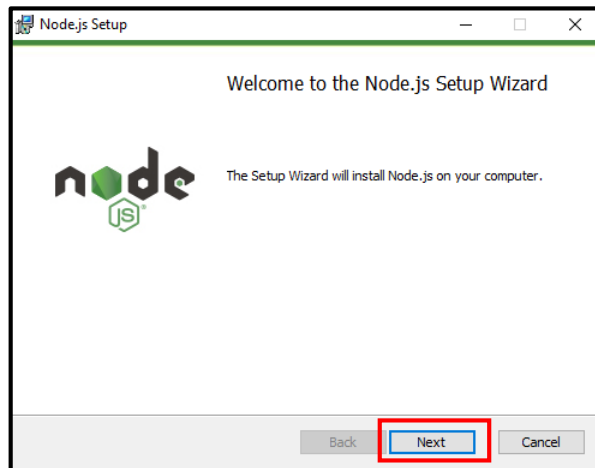 Node.js Setup
Welcome to the Node.js Setup Wizard
node
The Setup Wizard will install Node.js on your computer.
JS
Back Next Cancel